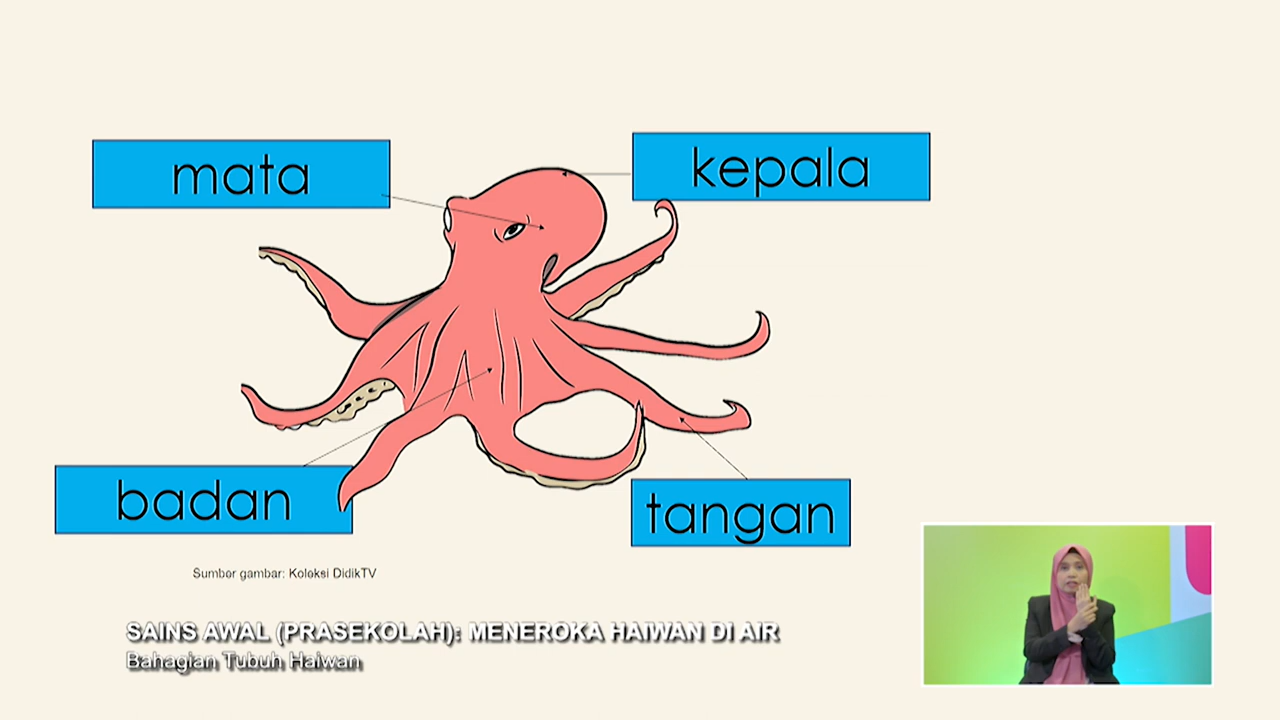 mata
kepala
badan
tangan
Sumber gambar: Koleksi DidikTV
SAINS AWAL (PRASEKOLAH): MENEROKA HAIWAN DI AIR
Bahagian Tubuh Haiwan